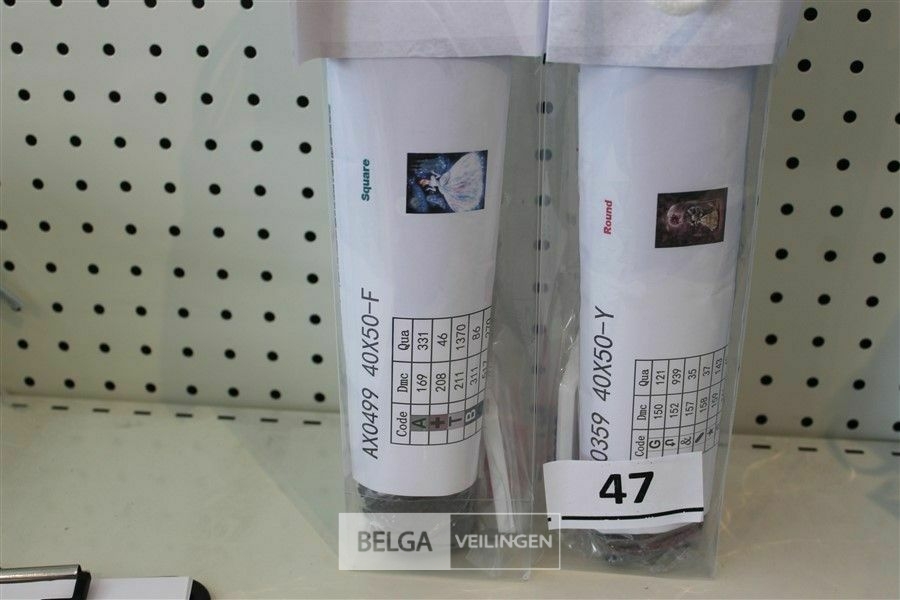 Square
AX0499 40X50-F
Code Dmc Qua
A 169 331
+ 208 46
T 211 1370
B 311 86
Round
0359 40X50-Y
Code Dmc Qua
G 150 121
152 939
& 157 35
158 37
159 143
47
BELGA VEILINGEN